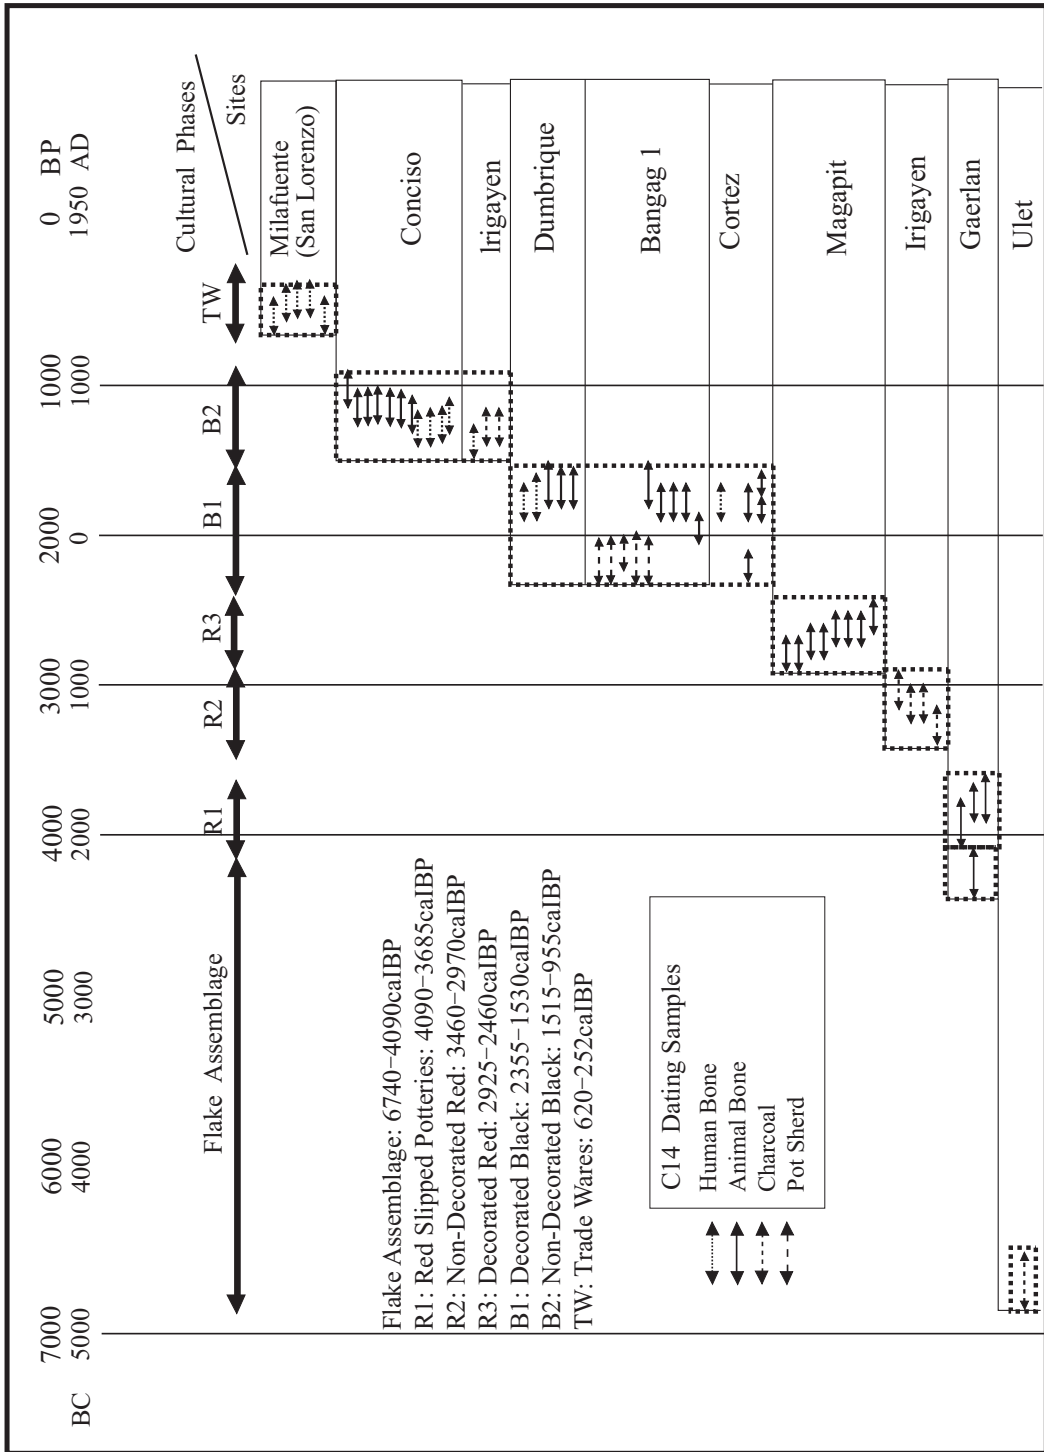 BC
7000
5000
6000
4000
5000
3000
4000
2000
3000
1000
2000
0
1000
1000
0 BP
1950 AD
Flake Assemblage
R1
R2
R3
B1
B2
TW
Cultural Phases
Sites
Milafuente
(San Lorenzo)
Conciso
Irigayen
Dumbrique
Bangag 1
Cortez
Magapit
Irigayen
Gaerlan
Ulet
Flake Assemblage: 6740−4090calBP
R1: Red Slipped Potteries: 4090−3685calBP
R2: Non-Decorated Red: 3460−2970calBP
R3: Decorated Red: 2925−2460calBP
B1: Decorated Black: 2355−1530calBP
B2: Non-Decorated Black: 1515−955calBP
TW: Trade Wares: 620−252calBP
C14 Dating Samples
Human Bone
Animal Bone
Charcoal
Pot Sherd